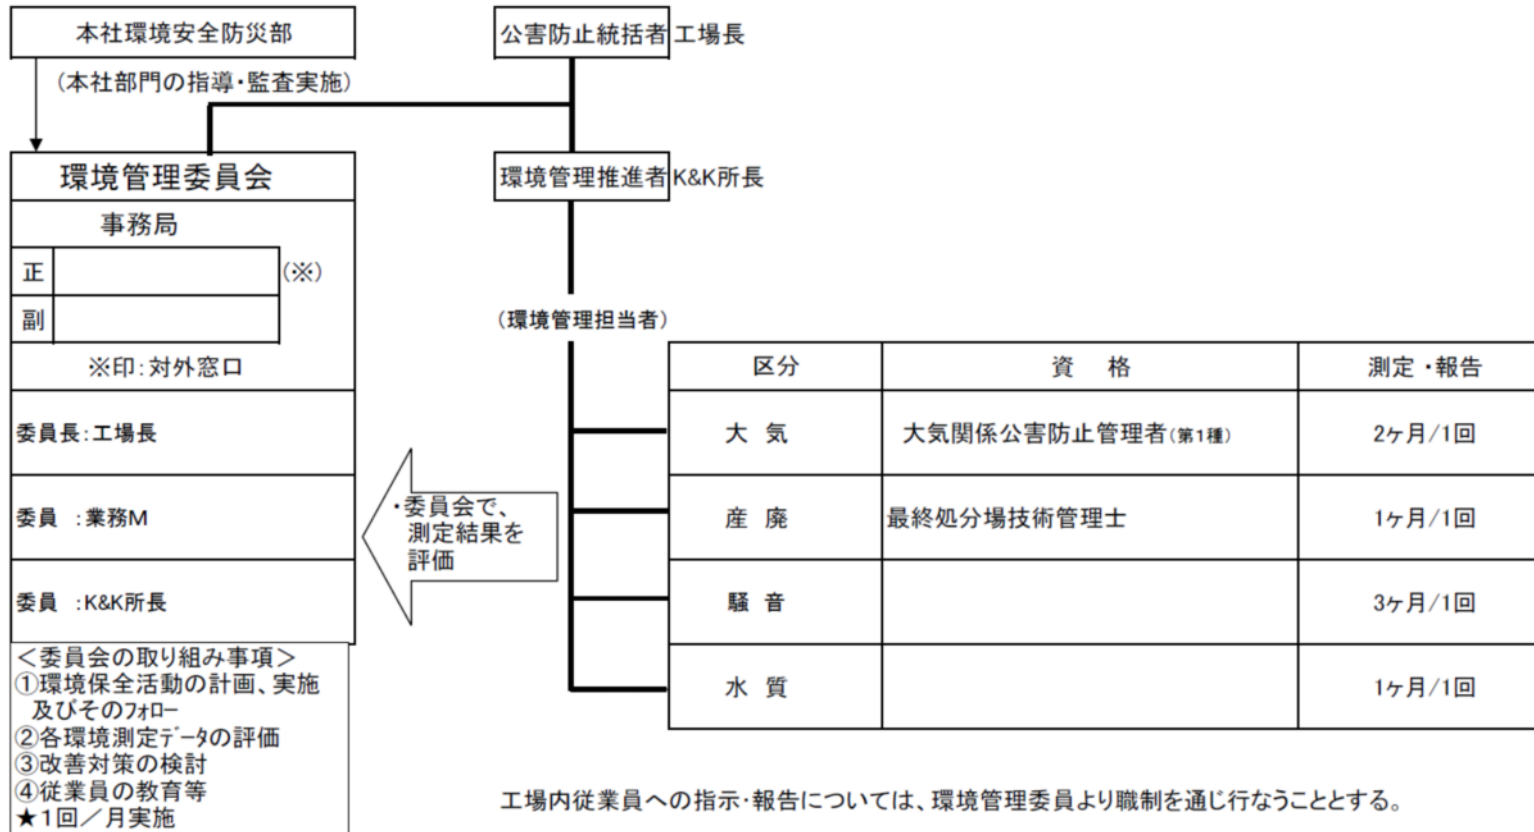 本社環境安全防災部
(本社部門の指導・監査実施)
公害防止統括者 工場長
環境管理推進者 K&K所長
環境管理委員会
事務局
正 (※)
副
※印:対外窓口
委員長:工場長
委員 :業務M
委員 :K&K所長
<委員会の取り組み事項>
①環境保全活動の計画、実施
及びそのフォロー
②各環境測定データの評価
③改善対策の検討
④従業員の教育等
★1回/月実施
・委員会で、
測定結果を
評価
(環境管理担当者)
区分 資 格 測定・報告
大 気 大気関係公害防止管理者(第1種) 2ヶ月/1回
産 廃 最終処分場技術管理士 1ヶ月/1回
騒 音 3ヶ月/1回
水 質 1ヶ月/1回
工場内従業員への指示・報告については、環境管理委員より職制を通じ行なうこととする。